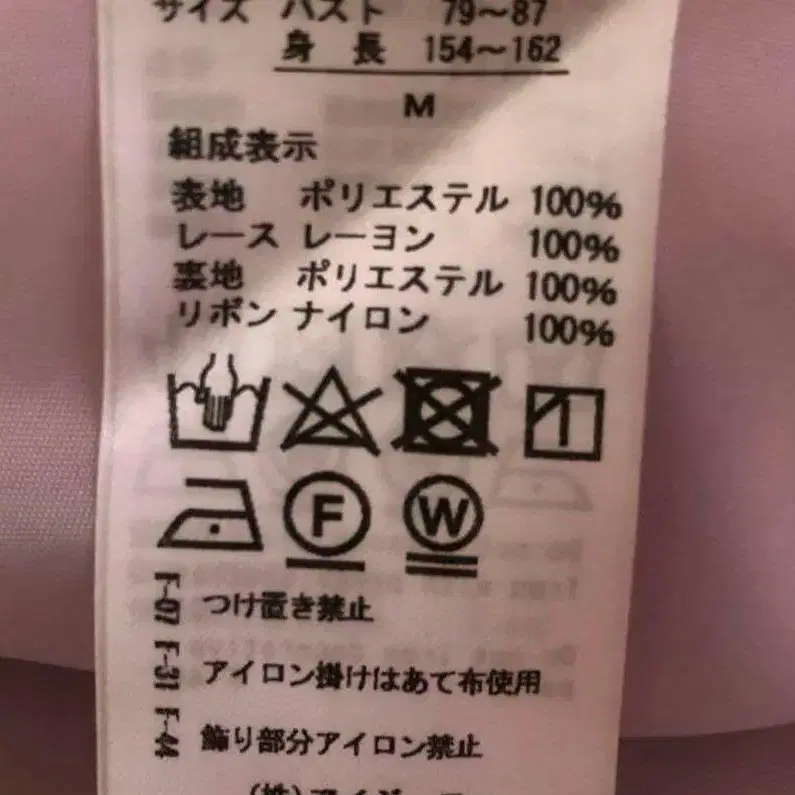 サイズ バスト 79〜87
身 長 154〜162
M
組成表示
表地 ポリエステル 100%
レース レーヨン 100%
裏地 ポリエステル 100%
リボン ナイロン 100%
F W
F-07 つけ置き禁止
F-31 アイロン掛けはあて布使用
F-44 飾り部分アイロン禁止
(株)